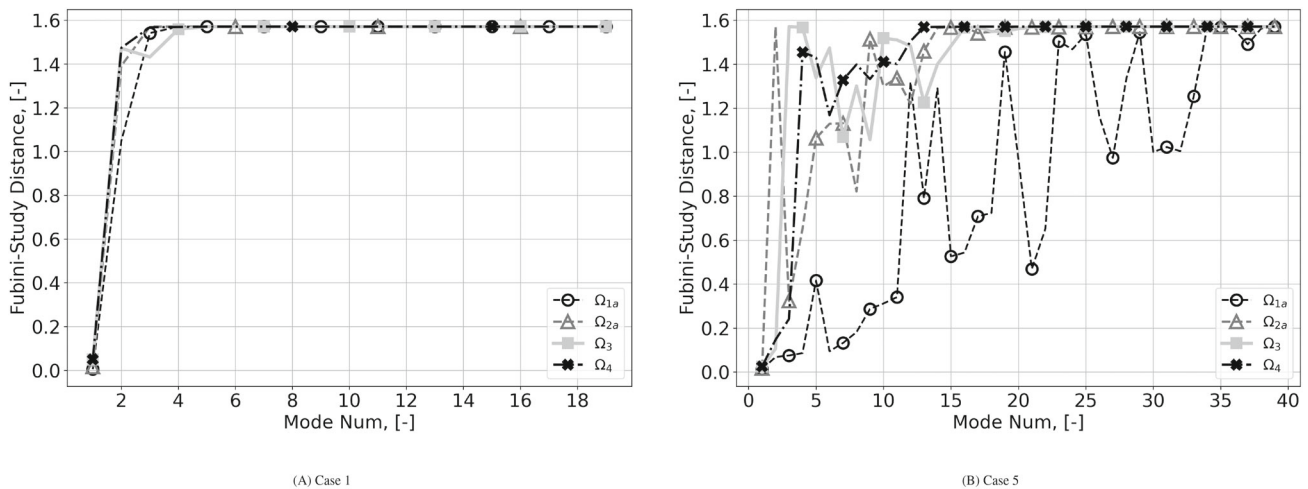 1.6
1.4
1.2
1.0
0.8
0.6
0.4
0.2
0.0
Fubini-Study Distance, [-]
2 4 6 8 10 12 14 16 18
Mode Num, [-]
Ω1a
Ω2a
Ω3
Ω4
(A) Case 1
1.6
1.4
1.2
1.0
0.8
0.6
0.4
0.2
0.0
Fubini-Study Distance, [-]
0 5 10 15 20 25 30 35 40
Mode Num, [-]
Ω1a
Ω2a
Ω3
Ω4
(B) Case 5